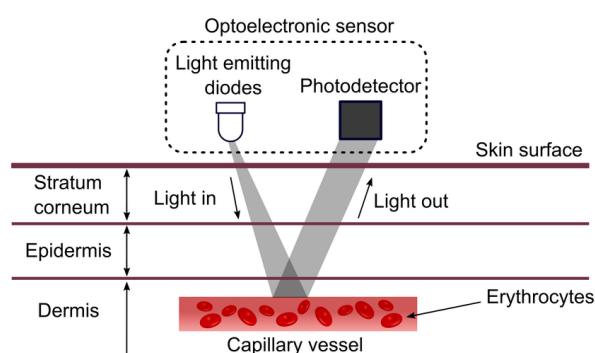 Optoelectronic sensor
Light emitting
diodes
Photodetector
Skin surface
Stratum
corneum
Light in
Light out
Epidermis
Dermis
Erythrocytes
Capillary vessel